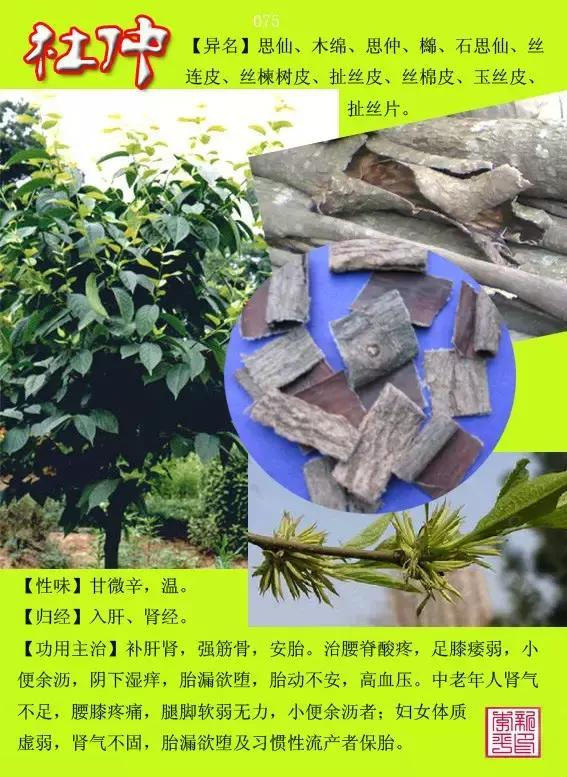 075
杜仲
【异名】思仙、木绵、思仲、檰、石思仙、丝
连皮、丝楝树皮、扯丝皮、丝棉皮、玉丝皮、
扯丝片。
【性味】甘微辛，温。
【归经】入肝、肾经。
【功用主治】补肝肾，强筋骨，安胎。治腰脊酸疼，足膝痿弱，小
便余沥，阴下湿痒，胎漏欲堕，胎动不安，高血压。中老年人肾气
不足，腰膝疼痛，腿脚软弱无力，小便余沥者；妇女体质
虚弱，肾气不固，胎漏欲堕及习惯性流产者保胎。